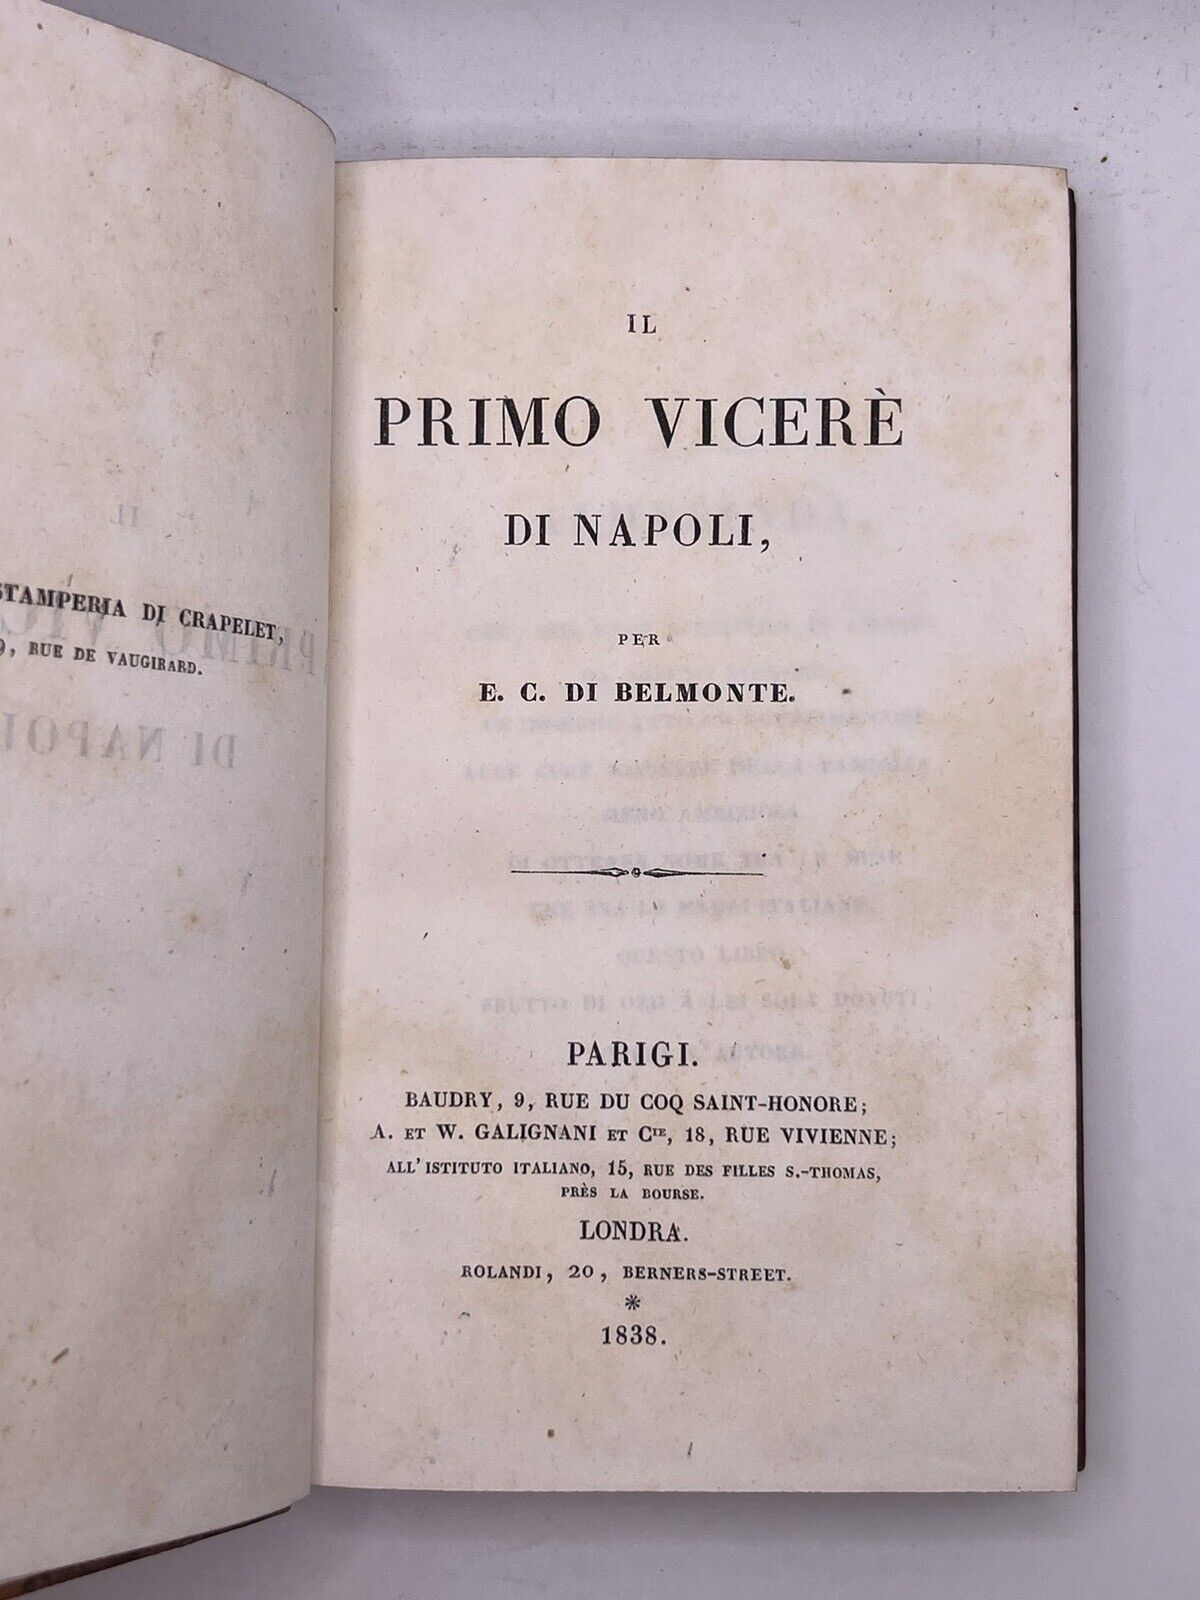 STAMPERIA DI CRAPELET,
9, RUE DE VAUGIRARD.
IL
PRIMO VICERÈ
DI NAPOLI,
PER
E. C. DI BELMONTE.
PARIGI.
BAUDRY, 9, RUE DU COQ SAINT-HONORE;
A. ET W. GALIGNANI ET Cie, 18, RUE VIVIENNE;
ALL'ISTITUTO ITALIANO, 15, RUE DES FILLES S.-THOMAS,
PRÈS LA BOURSE.
LONDRA.
ROLANDI, 20, BERNERS-STREET.
*
1838.